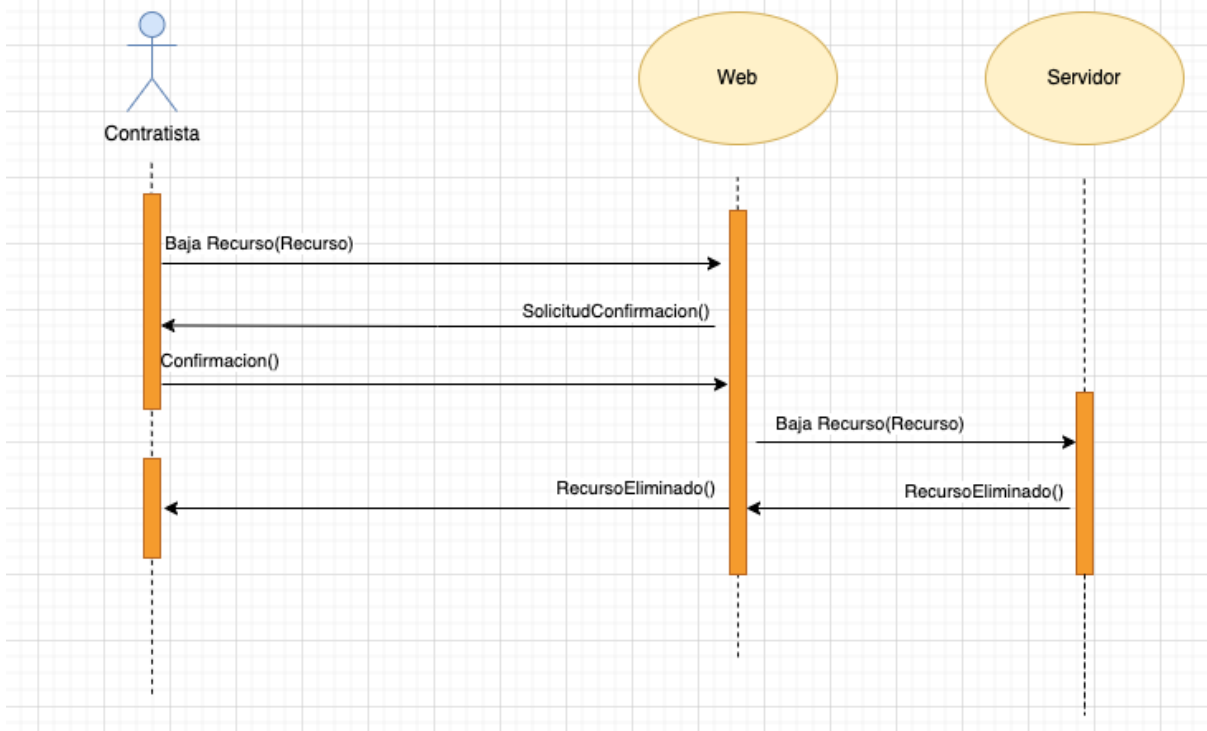 Contratista
Web
Servidor
Baja Recurso(Recurso)
SolicitudConfirmacion()
Confirmacion()
Baja Recurso(Recurso)
RecursoEliminado()
RecursoEliminado()